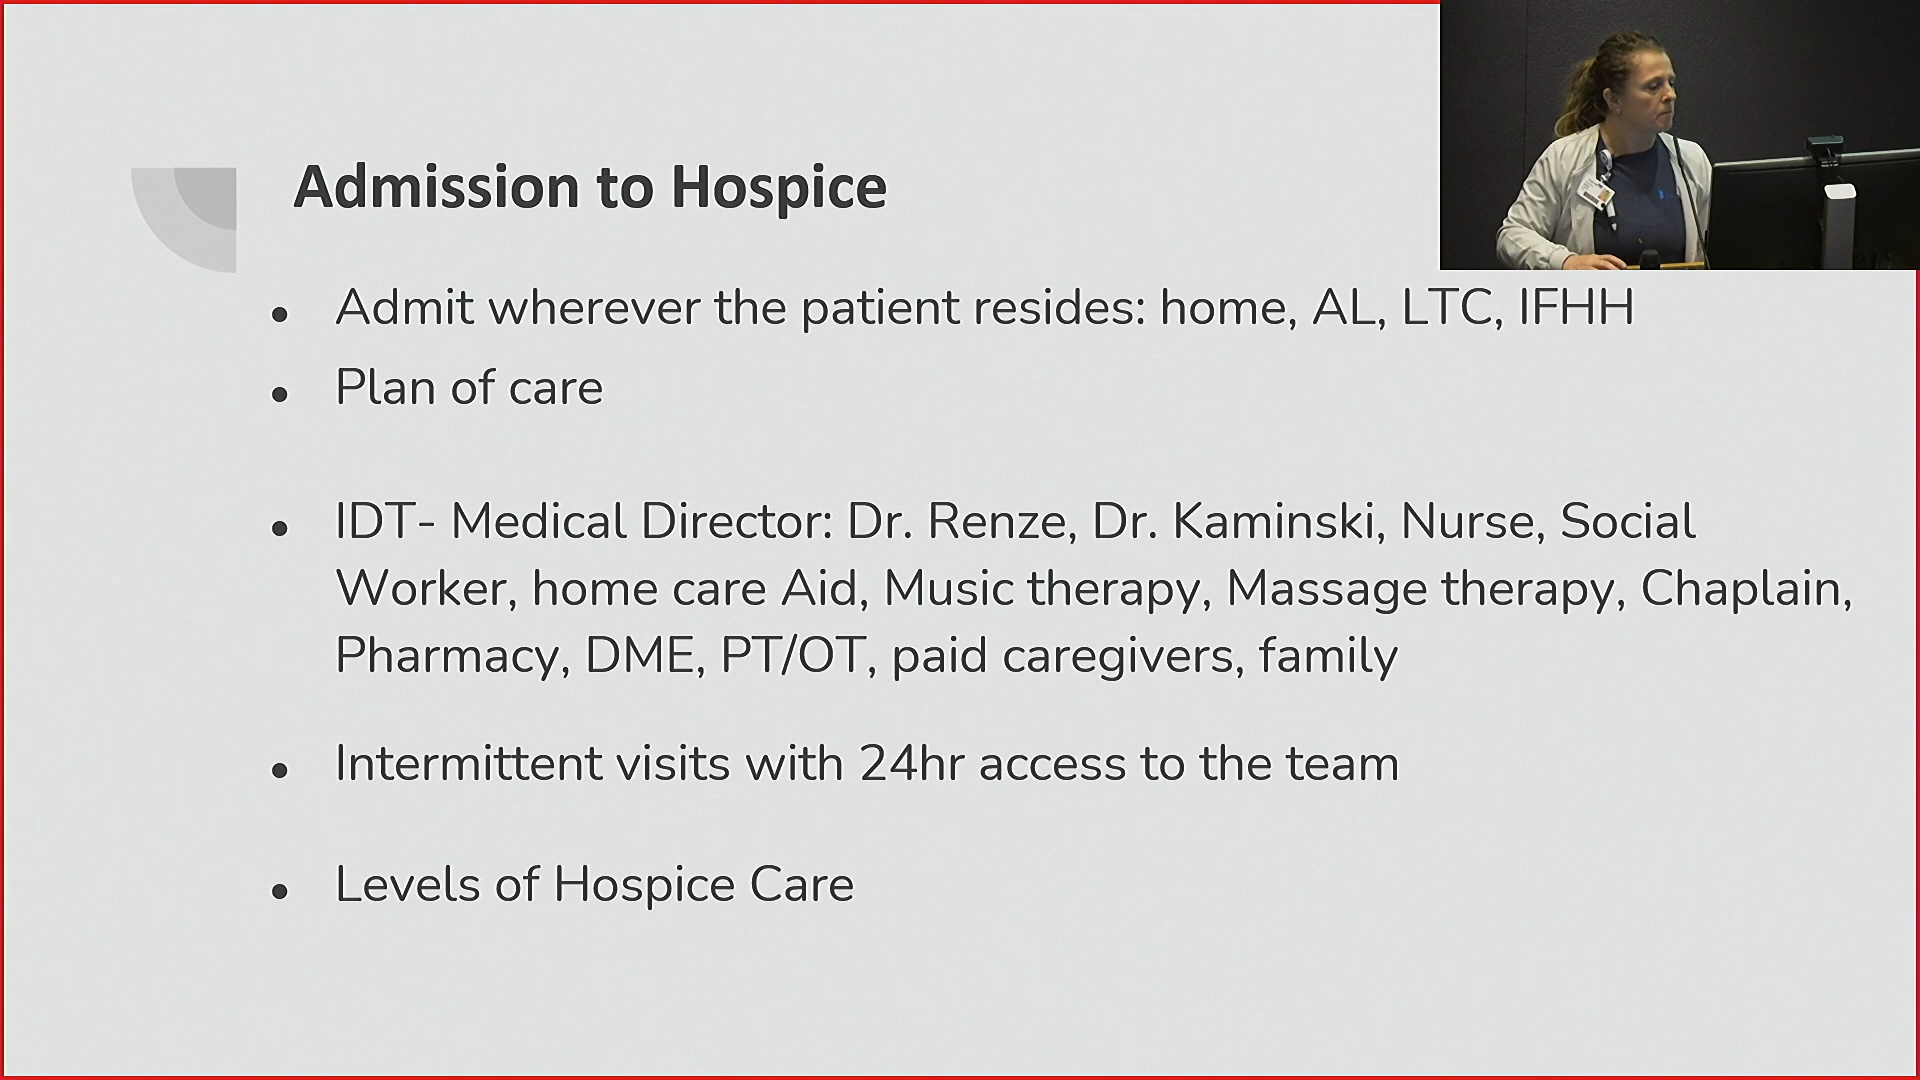 Admission to Hospice
● Admit wherever the patient resides: home, AL, LTC, IFHH
● Plan of care
● IDT- Medical Director: Dr. Renze, Dr. Kaminski, Nurse, Social
Worker, home care Aid, Music therapy, Massage therapy, Chaplain,
Pharmacy, DME, PT/OT, paid caregivers, family
● Intermittent visits with 24hr access to the team
● Levels of Hospice Care